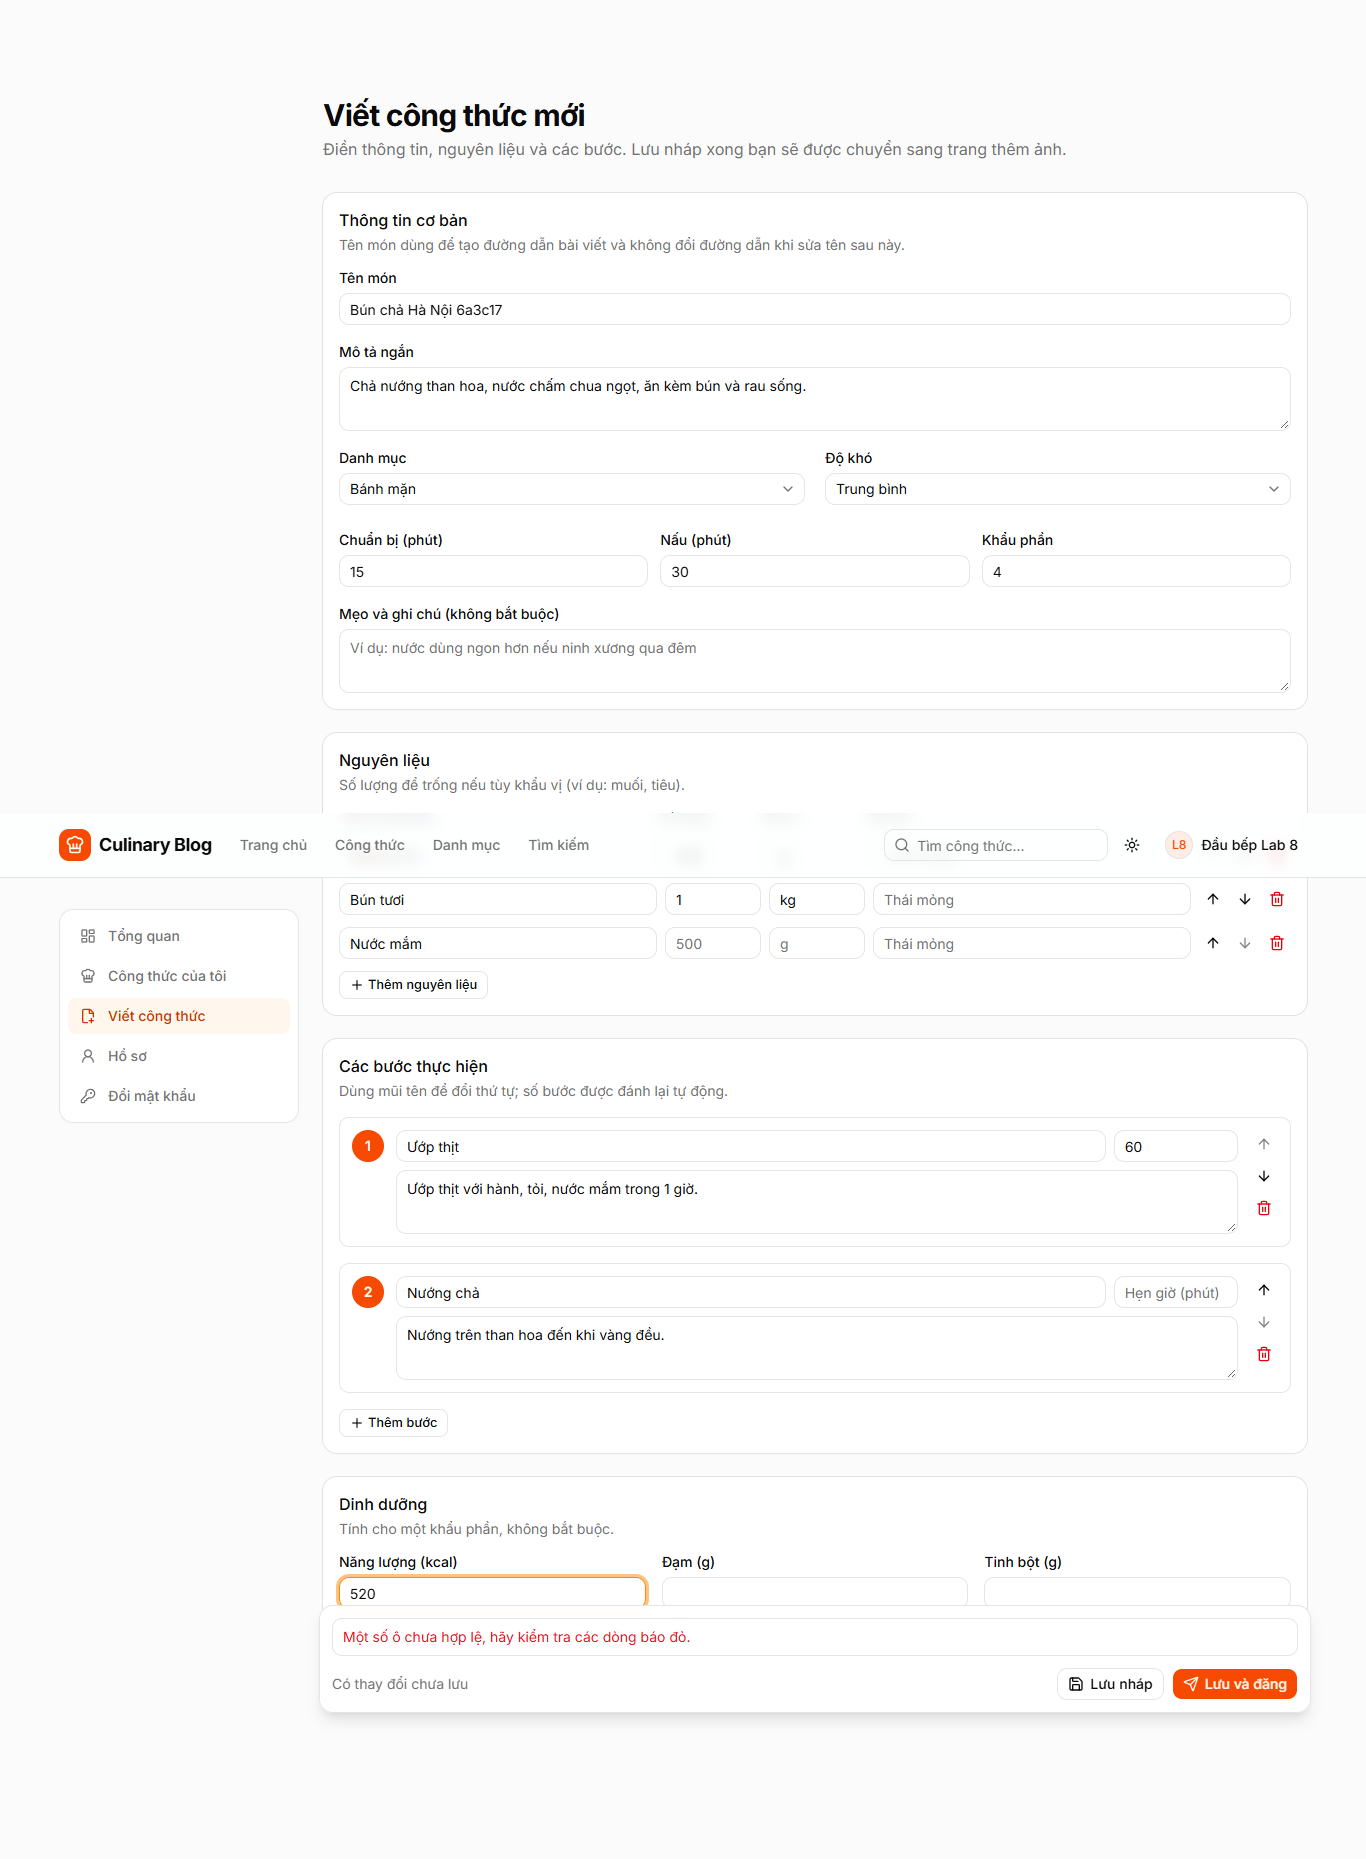 Viết công thức mới
Điền thông tin, nguyên liệu và các bước. Lưu nháp xong bạn sẽ được chuyển sang trang thêm ảnh.
Thông tin cơ bản
Tên món dùng để tạo đường dẫn bài viết và không đổi đường dẫn khi sửa tên sau này.
Tên món
Bún chả Hà Nội 6a3c17
Mô tả ngắn
Chả nướng than hoa, nước chấm chua ngọt, ăn kèm bún và rau sống.
Danh mục Độ khó
Bánh mặn Trung bình
Chuẩn bị (phút) Nấu (phút) Khẩu phần
15 30 4
Mẹo và ghi chú (không bắt buộc)
Ví dụ: nước dùng ngon hơn nếu ninh xương qua đêm
Nguyên liệu
Số lượng để trống nếu tùy khẩu vị (ví dụ: muối, tiêu).
Culinary Blog Trang chủ Công thức Danh mục Tìm kiếm Tìm công thức... L8 Đầu bếp Lab 8
Bún tươi 1 kg Thái mỏng
Nước mắm 500 g Thái mỏng
Thêm nguyên liệu
Tổng quan
Công thức của tôi
Viết công thức
Hồ sơ
Đổi mật khẩu
Các bước thực hiện
Dùng mũi tên để đổi thứ tự; số bước được đánh lại tự động.
1 Ướp thịt 60
Ướp thịt với hành, tỏi, nước mắm trong 1 giờ.
2 Nướng chả Hẹn giờ (phút)
Nướng trên than hoa đến khi vàng đều.
Thêm bước
Dinh dưỡng
Tính cho một khẩu phần, không bắt buộc.
Năng lượng (kcal) Đạm (g) Tinh bột (g)
520
Một số ô chưa hợp lệ, hãy kiểm tra các dòng báo đỏ.
Có thay đổi chưa lưu Lưu nháp Lưu và đăng